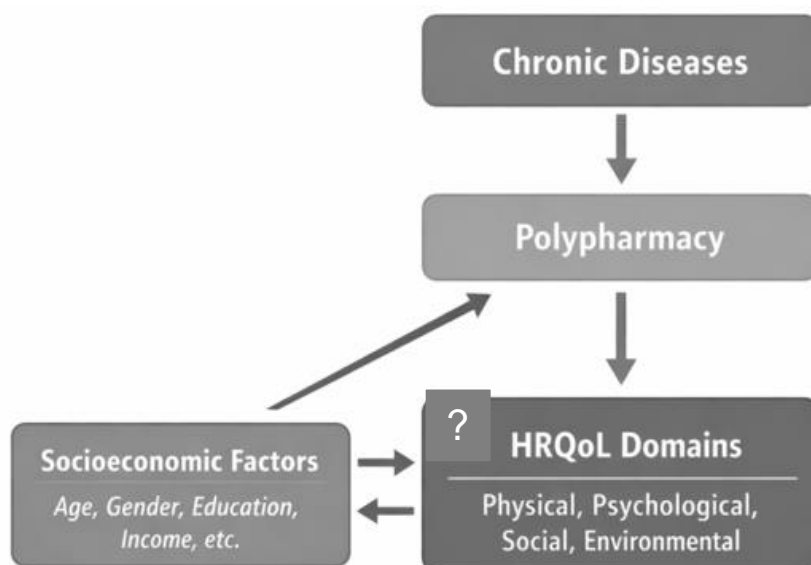 Chronic Diseases
Polypharmacy
Socioeconomic Factors
Age, Gender, Education,
Income, etc.
?
HRQoL Domains
Physical, Psychological,
Social, Environmental